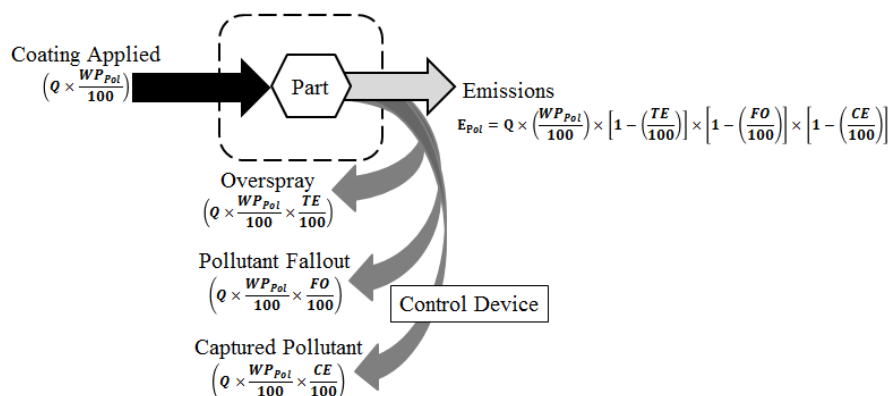 Coating Applied
(Q × WP_Pol/100)
Part
Emissions
E_Pol = Q × (WP_Pol/100) × [1 − (TE/100)] × [1 − (FO/100)] × [1 − (CE/100)]
Overspray
(Q × WP_Pol/100 × TE/100)
Pollutant Fallout
(Q × WP_Pol/100 × FO/100)
Control Device
Captured Pollutant
(Q × WP_Pol/100 × CE/100)